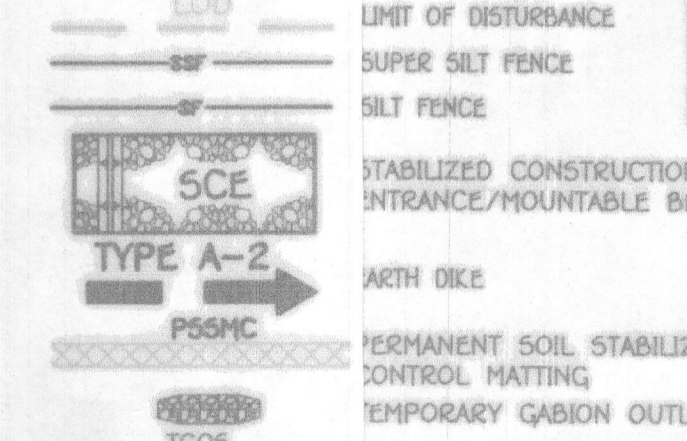 LOD
LIMIT OF DISTURBANCE
SSF
SUPER SILT FENCE
SF
SILT FENCE
SCE
STABILIZED CONSTRUCTION
ENTRANCE/MOUNTABLE B
TYPE A-2
EARTH DIKE
PSSMC
PERMANENT SOIL STABILIZ
CONTROL MATTING
TEMPORARY GABION OUTL
TGOS